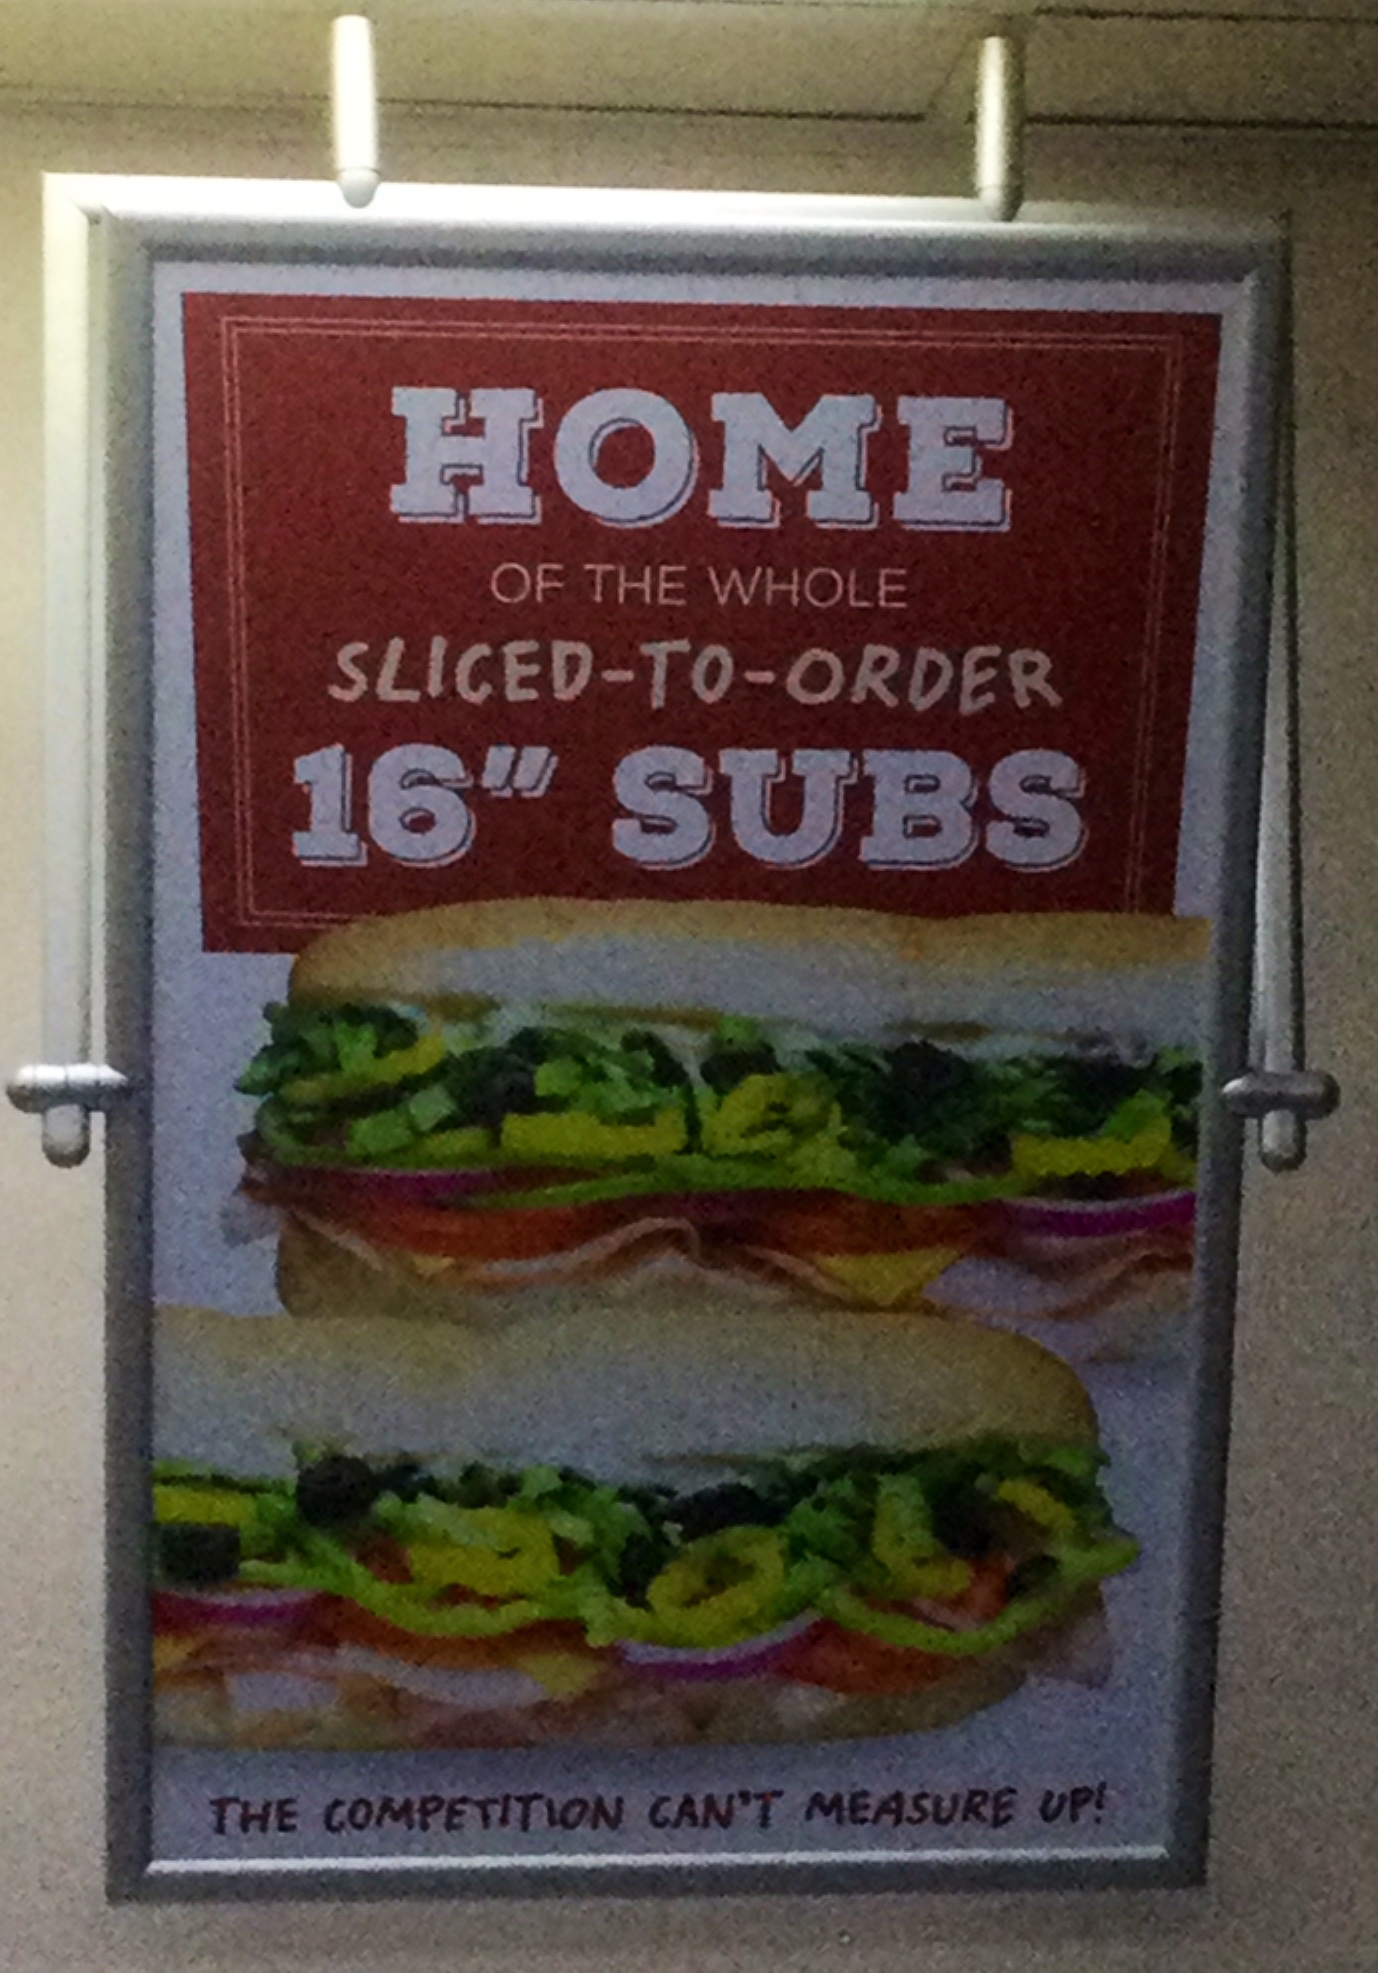 HOME
OF THE WHOLE
SLICED-TO-ORDER
16" SUBS
THE COMPETITION CAN'T MEASURE UP!